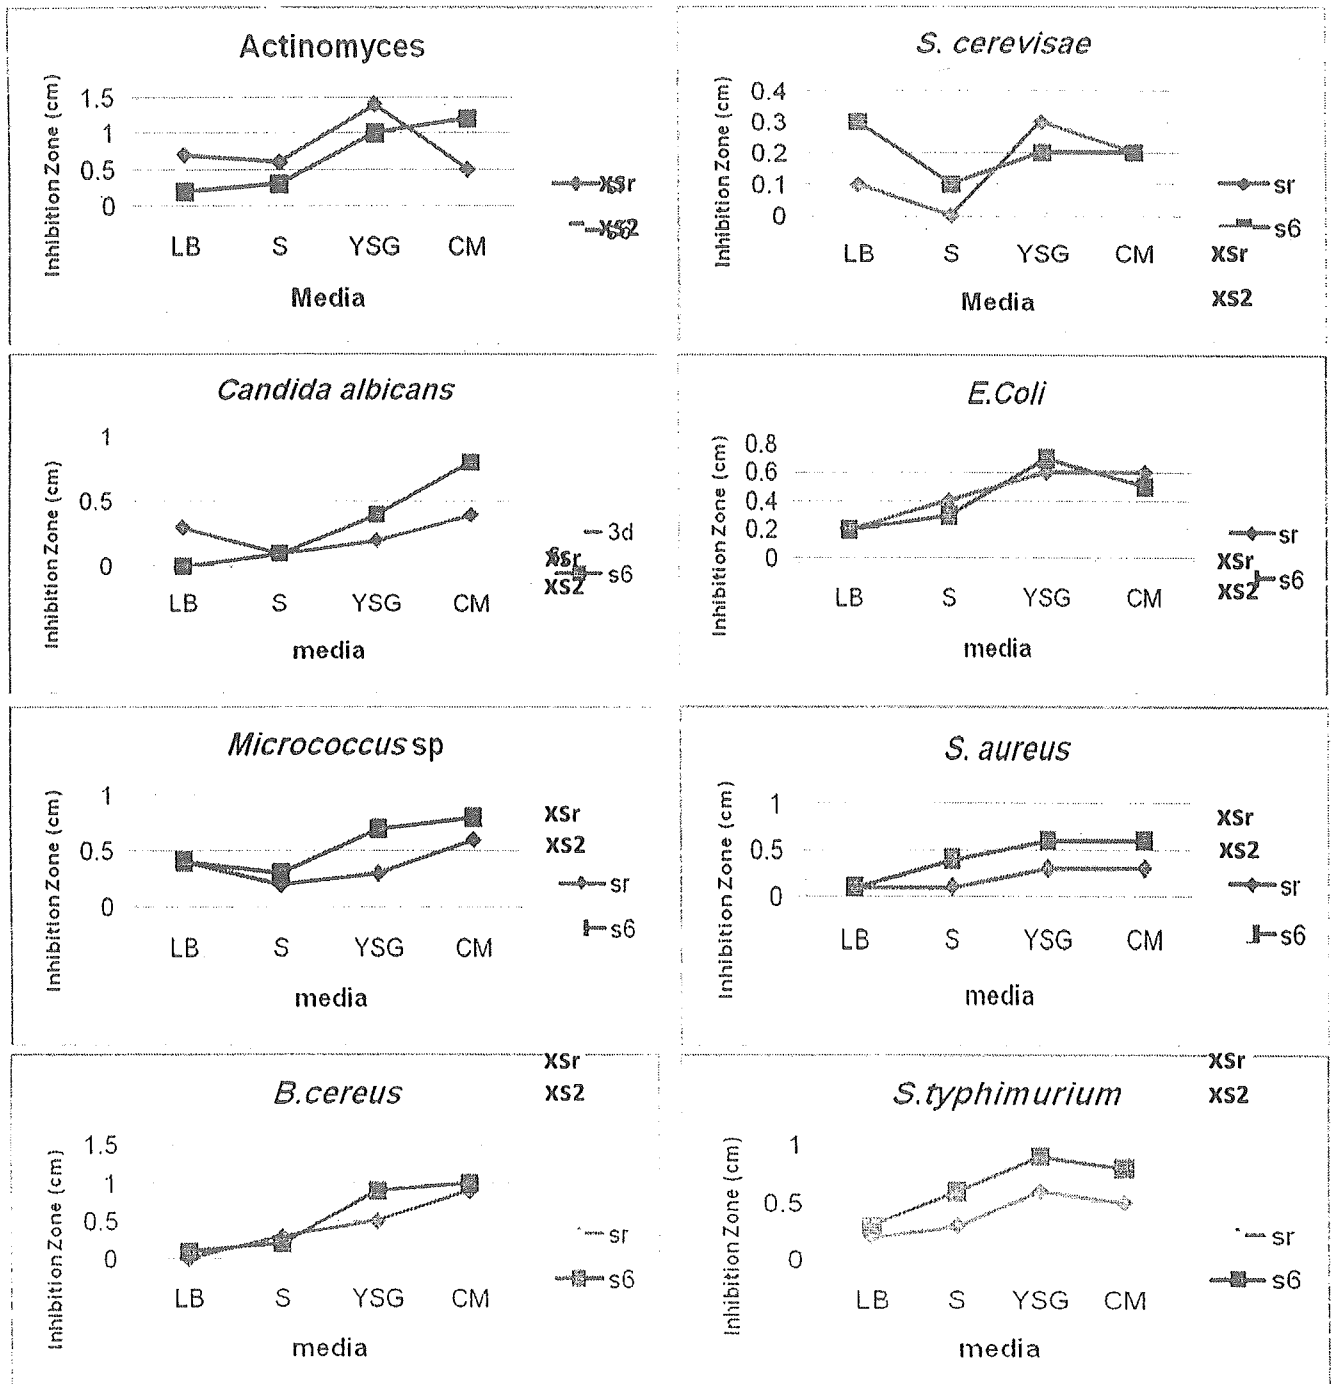 Actinomyces
Inhibition Zone (cm)
1.5
1
0.5
0
LB S YSG CM
Media
XSr
XS2
S. cerevisae
Inhibition Zone (cm)
0.4
0.3
0.2
0.1
0
LB S YSG CM
Media
sr
s6
XSr
XS2
Candida albicans
Inhibition Zone (cm)
1
0.5
0
LB S YSG CM
media
3d
XSr
s6
XS2
E.Coli
Inhibition Zone (cm)
0.8
0.6
0.4
0.2
0
LB S YSG CM
media
sr
XSr
XS2
s6
Micrococcus sp
Inhibition Zone (cm)
1
0.5
0
LB S YSG CM
media
XSr
XS2
sr
s6
S. aureus
Inhibition Zone (cm)
1
0.5
0
LB S YSG CM
media
XSr
XS2
sr
s6
B.cereus
Inhibition Zone (cm)
1.5
1
0.5
0
LB S YSG CM
media
XSr
XS2
sr
s6
S.typhimurium
Inhibition Zone (cm)
1
0.5
0
LB S YSG CM
media
XSr
XS2
sr
s6